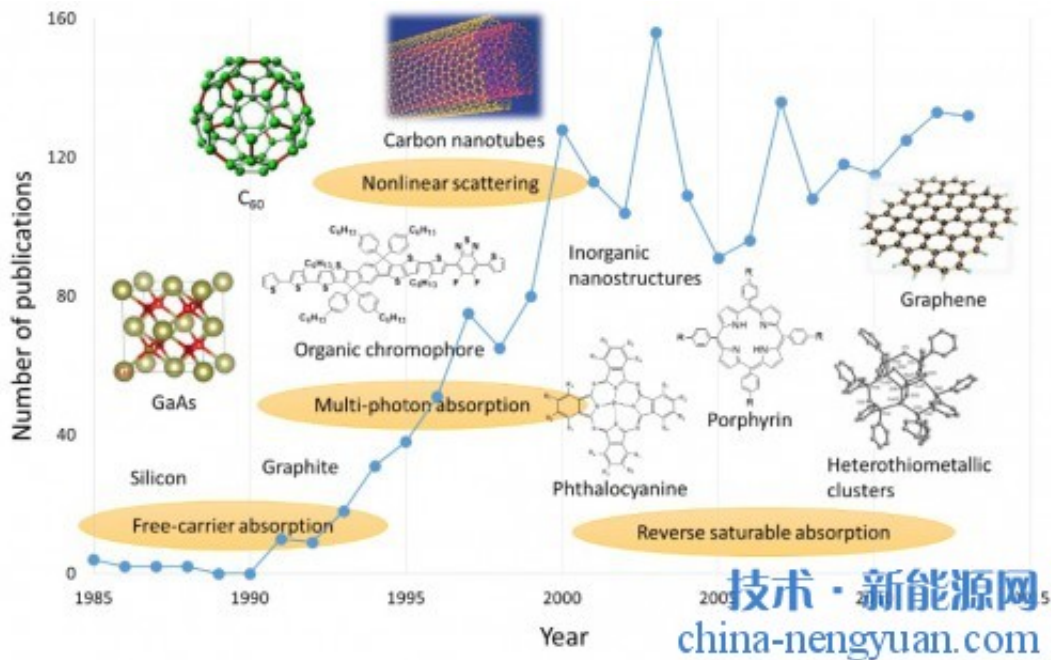 160
Carbon nanotubes
120
Nonlinear scattering
C60
Inorganic
nanostructures
Number of publications
80
Graphene
Organic chromophore
GaAs
Multi-photon absorption
Porphyrin
40
Silicon
Graphite
Phthalocyanine
Heterothiometallic
clusters
Free-carrier absorption
Reverse saturable absorption
0
1985
1990
1995
2000
Year
技术·新能源网
china-nengyuan.com